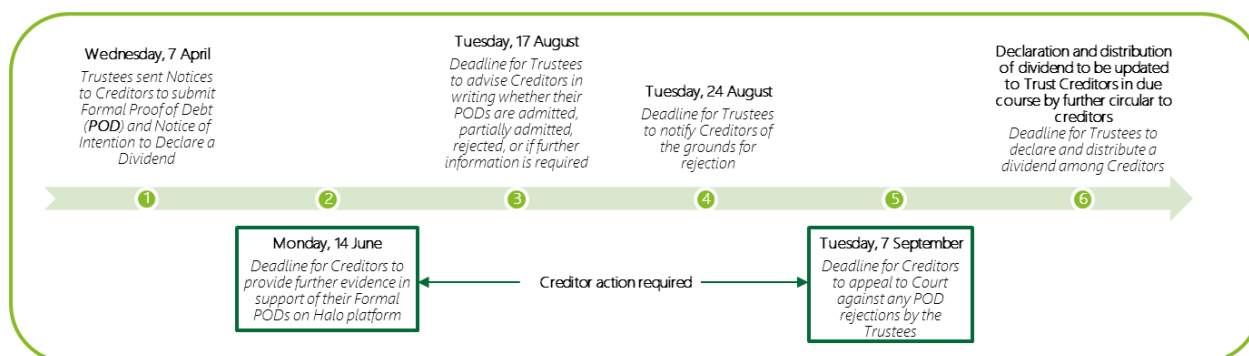 Wednesday, 7 April
Trustees sent Notices
to Creditors to submit
Formal Proof of Debt
(POD) and Notice of
Intention to Declare a
Dividend
Tuesday, 17 August
Deadline for Trustees
to advise Creditors in
writing whether their
PODs are admitted,
partially admitted,
rejected, or if further
information is required
Tuesday, 24 August
Deadline for Trustees
to notify Creditors of
the grounds for
rejection
Declaration and distribution
of dividend to be updated
to Trust Creditors in due
course by further circular to
creditors
Deadline for Trustees to
declare and distribute a
dividend among Creditors
1
2
3
4
5
6
Monday, 14 June
Deadline for Creditors to
provide further evidence in
support of their Formal
PODs on Halo platform
Creditor action required
Tuesday, 7 September
Deadline for Creditors
to appeal to Court
against any POD
rejections by the
Trustees